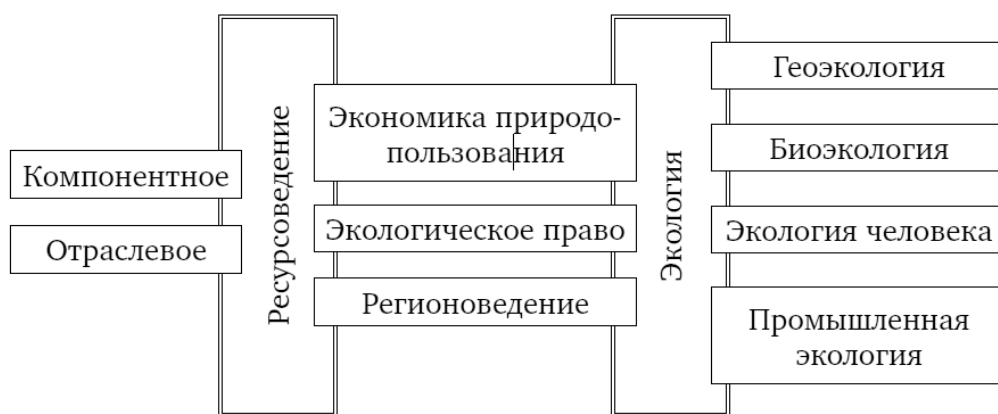 Компонентное
Отраслевое
Ресурсоведение
Экономика природо-
пользования
Экологическое право
Регионоведение
Экология
Геоэкология
Биоэкология
Экология человека
Промышленная
экология